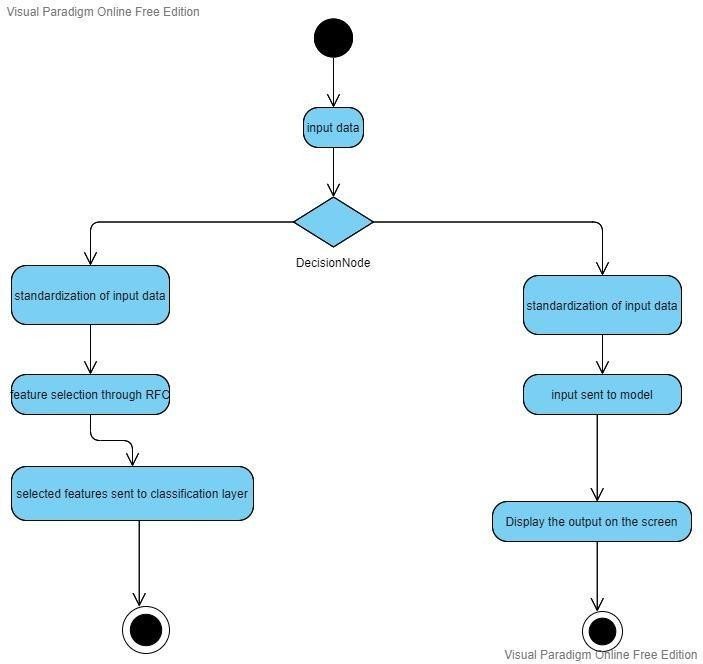 Visual Paradigm Online Free Edition
input data
DecisionNode
standardization of input data
standardization of input data
feature selection through RFC
input sent to model
selected features sent to classification layer
Display the output on the screen
Visual Paradigm Online Free Edition